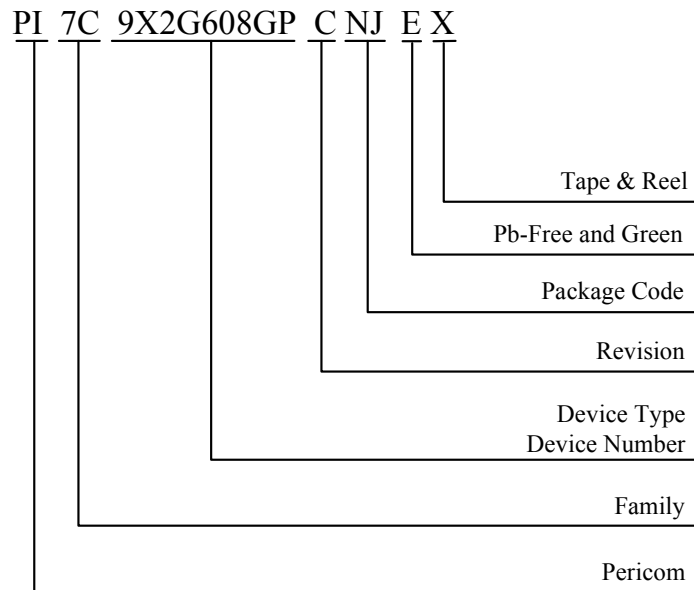 PI 7C 9X2G608GP C NJ E X
Tape & Reel
Pb-Free and Green
Package Code
Revision
Device Type
Device Number
Family
Pericom